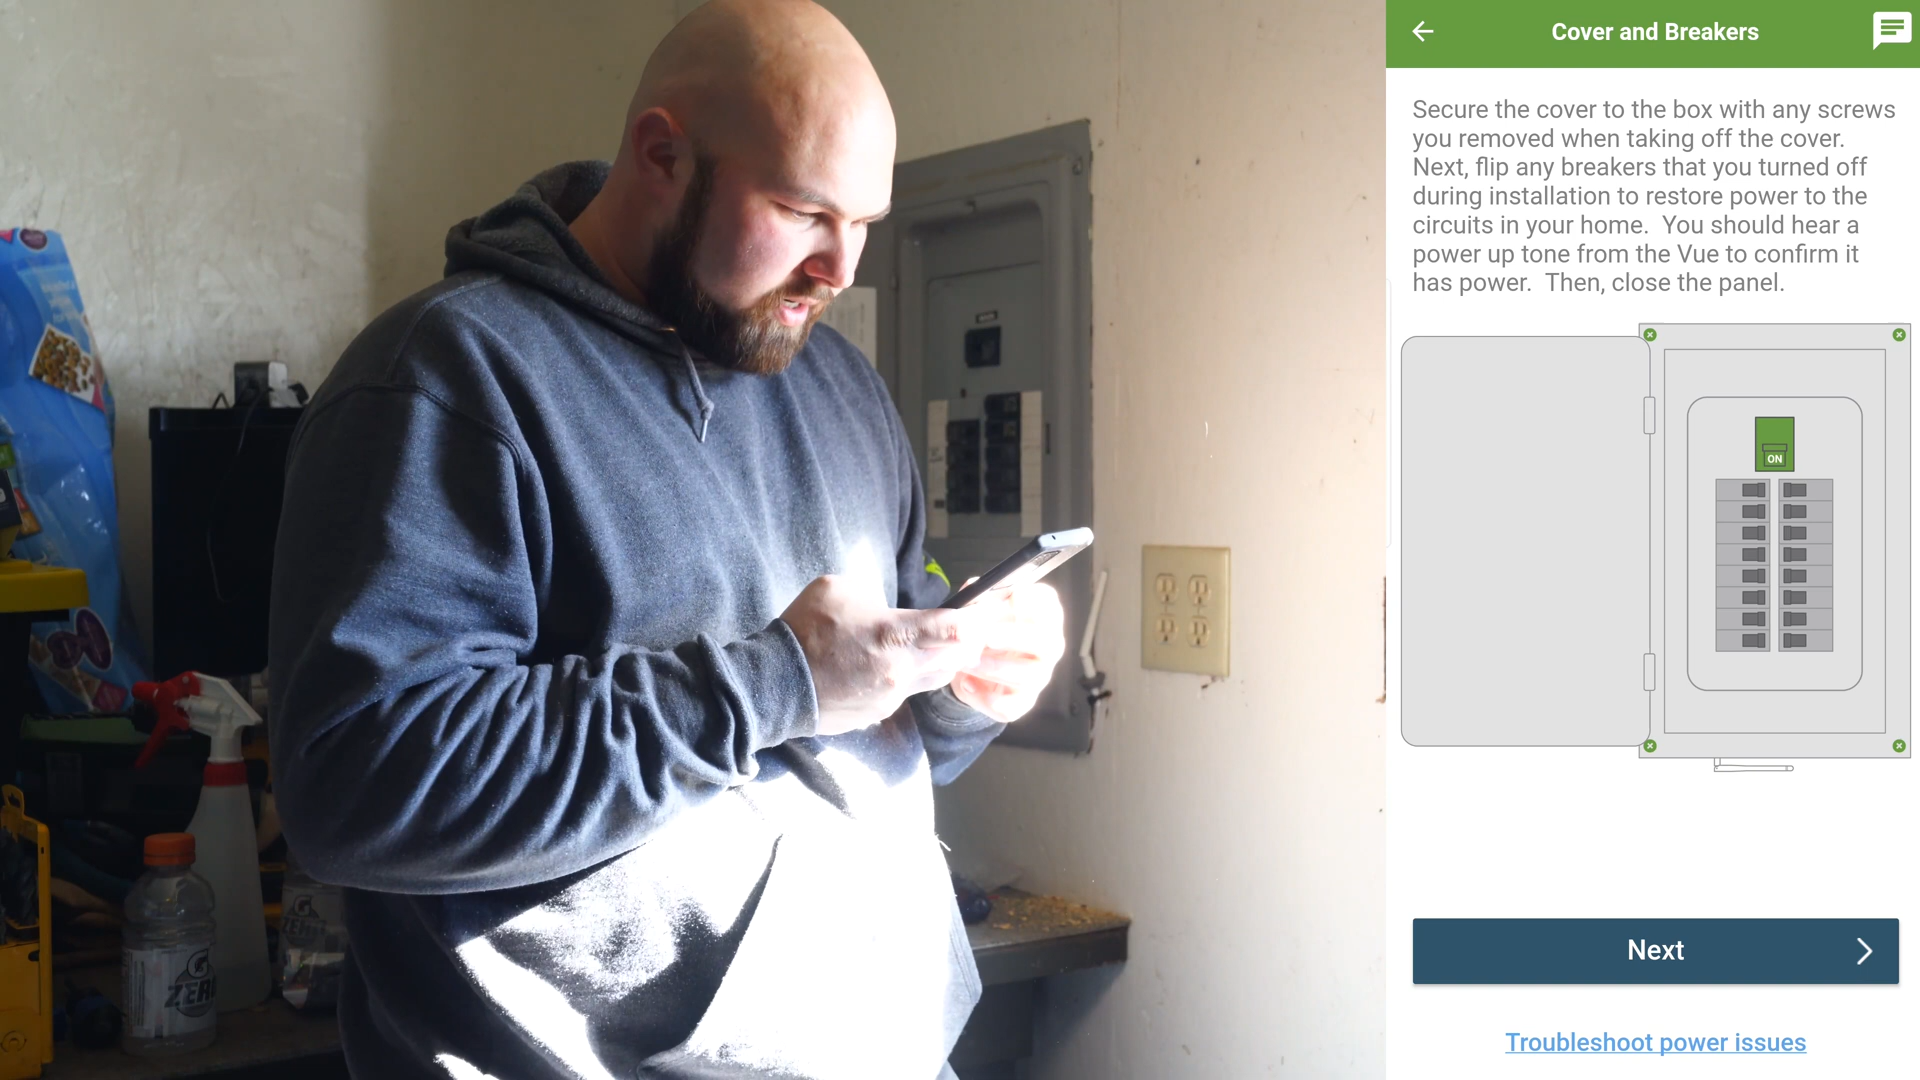 Cover and Breakers
Secure the cover to the box with any screws
you removed when taking off the cover.
Next, flip any breakers that you turned off
during installation to restore power to the
circuits in your home. You should hear a
power up tone from the Vue to confirm it
has power. Then, close the panel.
ON
Next
Troubleshoot power issues
G
ZERO
G